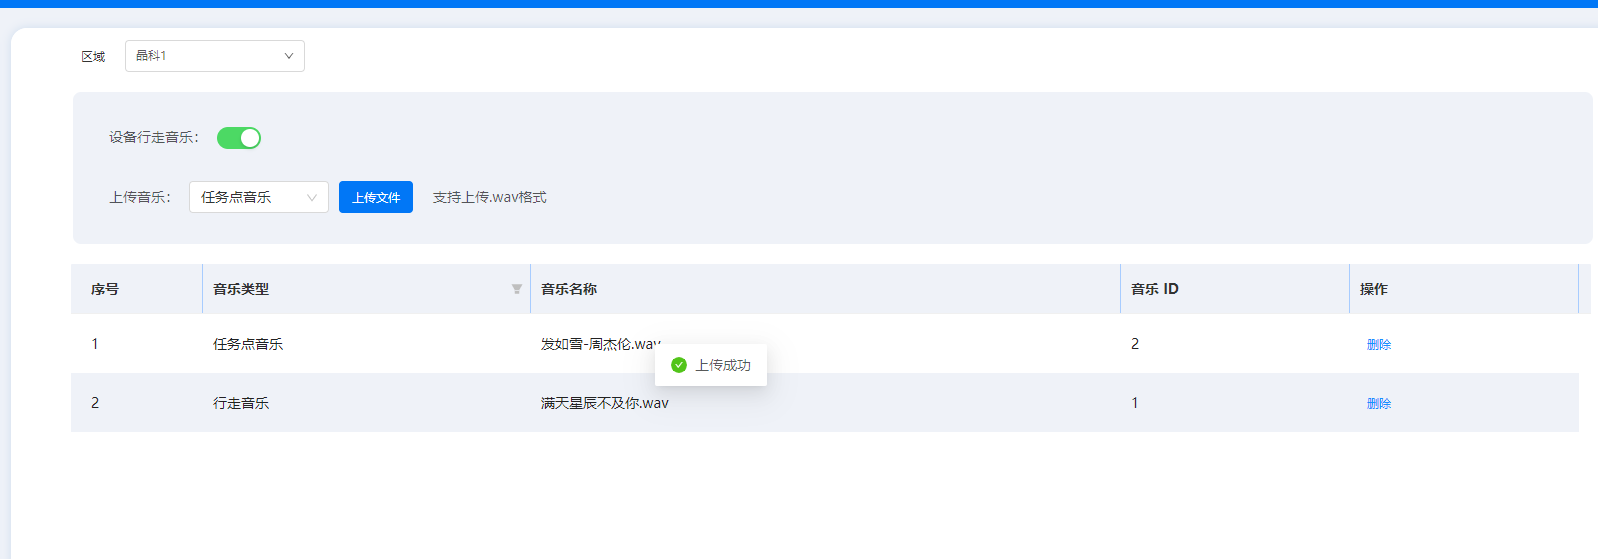 区域 晶科1
设备行走音乐：
上传音乐： 任务点音乐 上传文件 支持上传.wav格式
序号 音乐类型 音乐名称 音乐 ID 操作
1 任务点音乐 发如雪-周杰伦.wav 2 删除
上传成功
2 行走音乐 满天星辰不及你.wav 1 删除